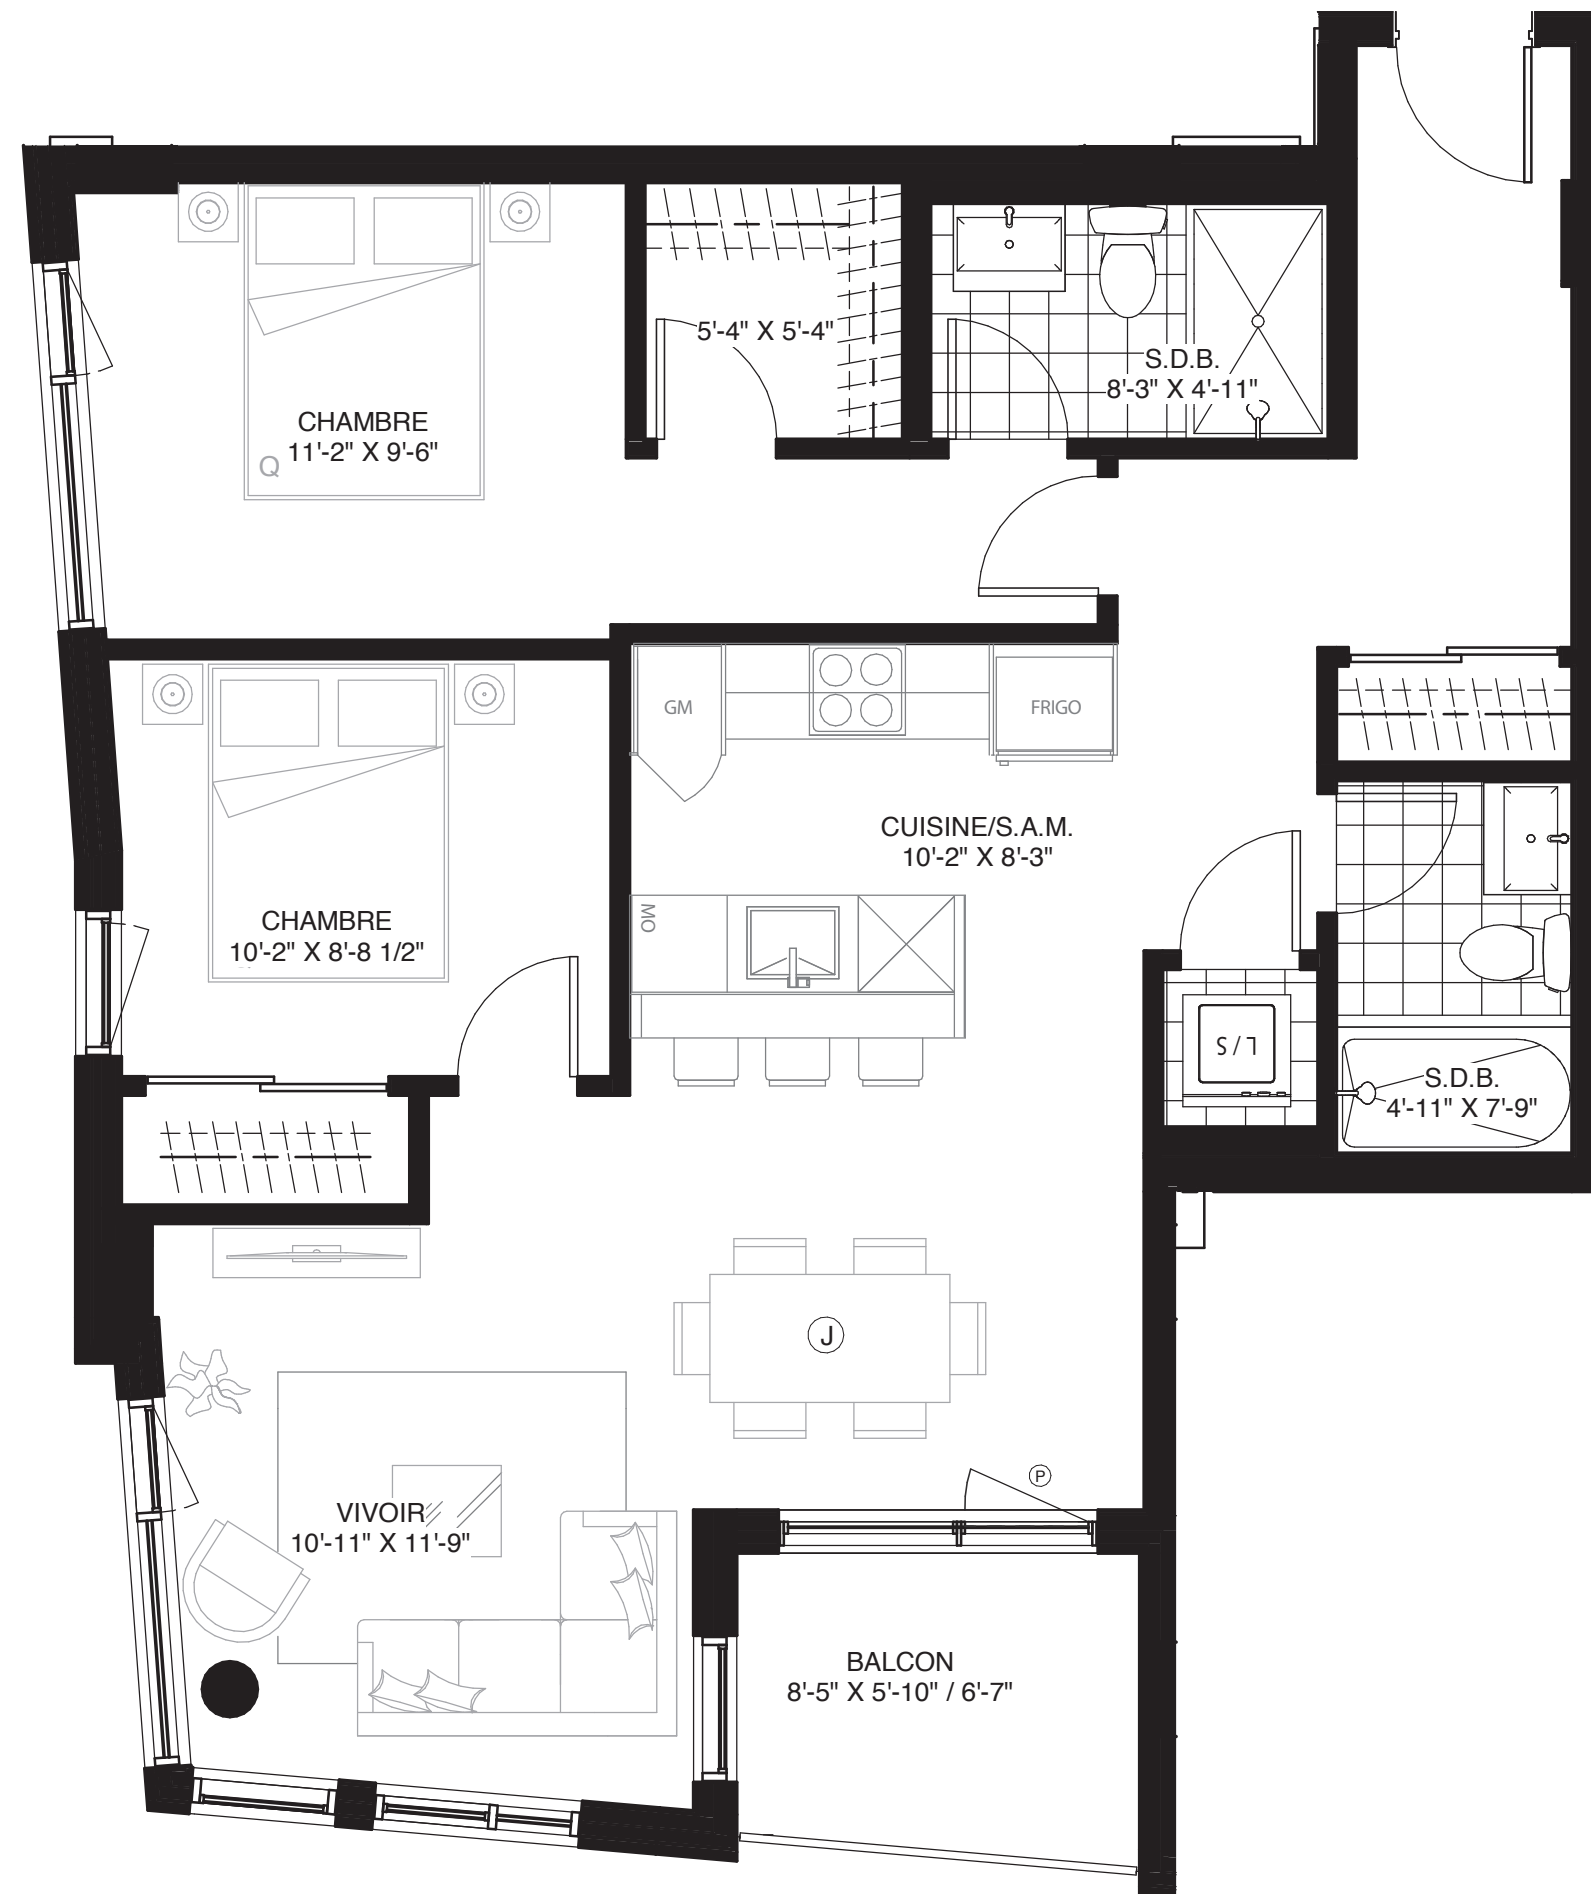 5'-4" X 5'-4"
S.D.B.
8'-3" X 4'-11"
CHAMBRE
11'-2" X 9'-6"
Q
GM
FRIGO
CUISINE/S.A.M.
10'-2" X 8'-3"
MO
CHAMBRE
10'-2" X 8'-8 1/2"
L/S
S.D.B.
4'-11" X 7'-9"
J
P
VIVOIR
10'-11" X 11'-9"
BALCON
8'-5" X 5'-10" / 6'-7"